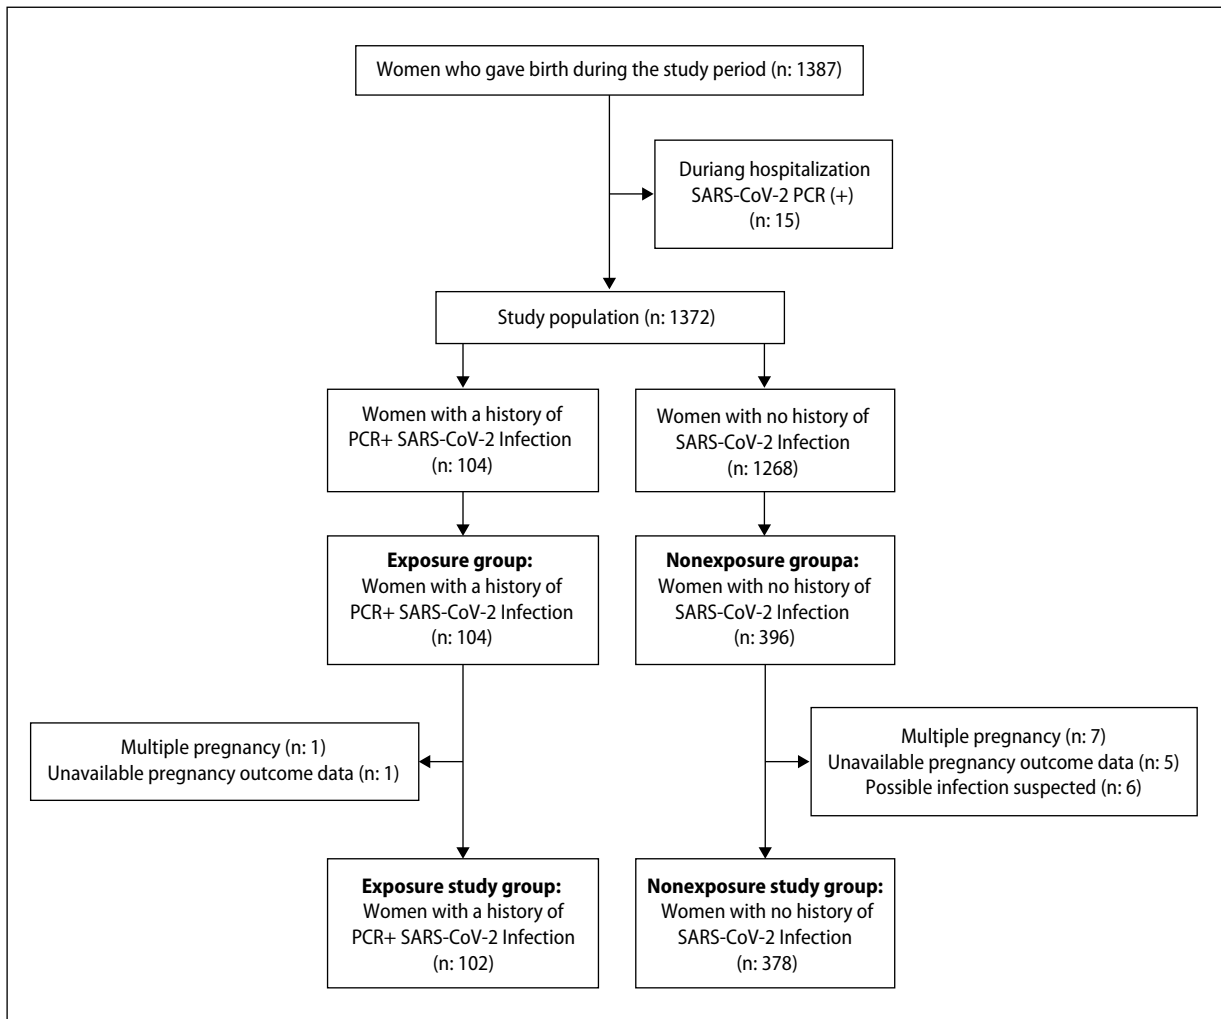 Women who gave birth during the study period (n: 1387)
Duriang hospitalization
SARS-CoV-2 PCR (+)
(n: 15)
Study population (n: 1372)
Women with a history of
PCR+ SARS-CoV-2 Infection
(n: 104)
Women with no history of
SARS-CoV-2 Infection
(n: 1268)
Exposure group:
Women with a history of
PCR+ SARS-CoV-2 Infection
(n: 104)
Nonexposure groupa:
Women with no history of
SARS-CoV-2 Infection
(n: 396)
Multiple pregnancy (n: 1)
Unavailable pregnancy outcome data (n: 1)
Multiple pregnancy (n: 7)
Unavailable pregnancy outcome data (n: 5)
Possible infection suspected (n: 6)
Exposure study group:
Women with a history of
PCR+ SARS-CoV-2 Infection
(n: 102)
Nonexposure study group:
Women with no history of
SARS-CoV-2 Infection
(n: 378)